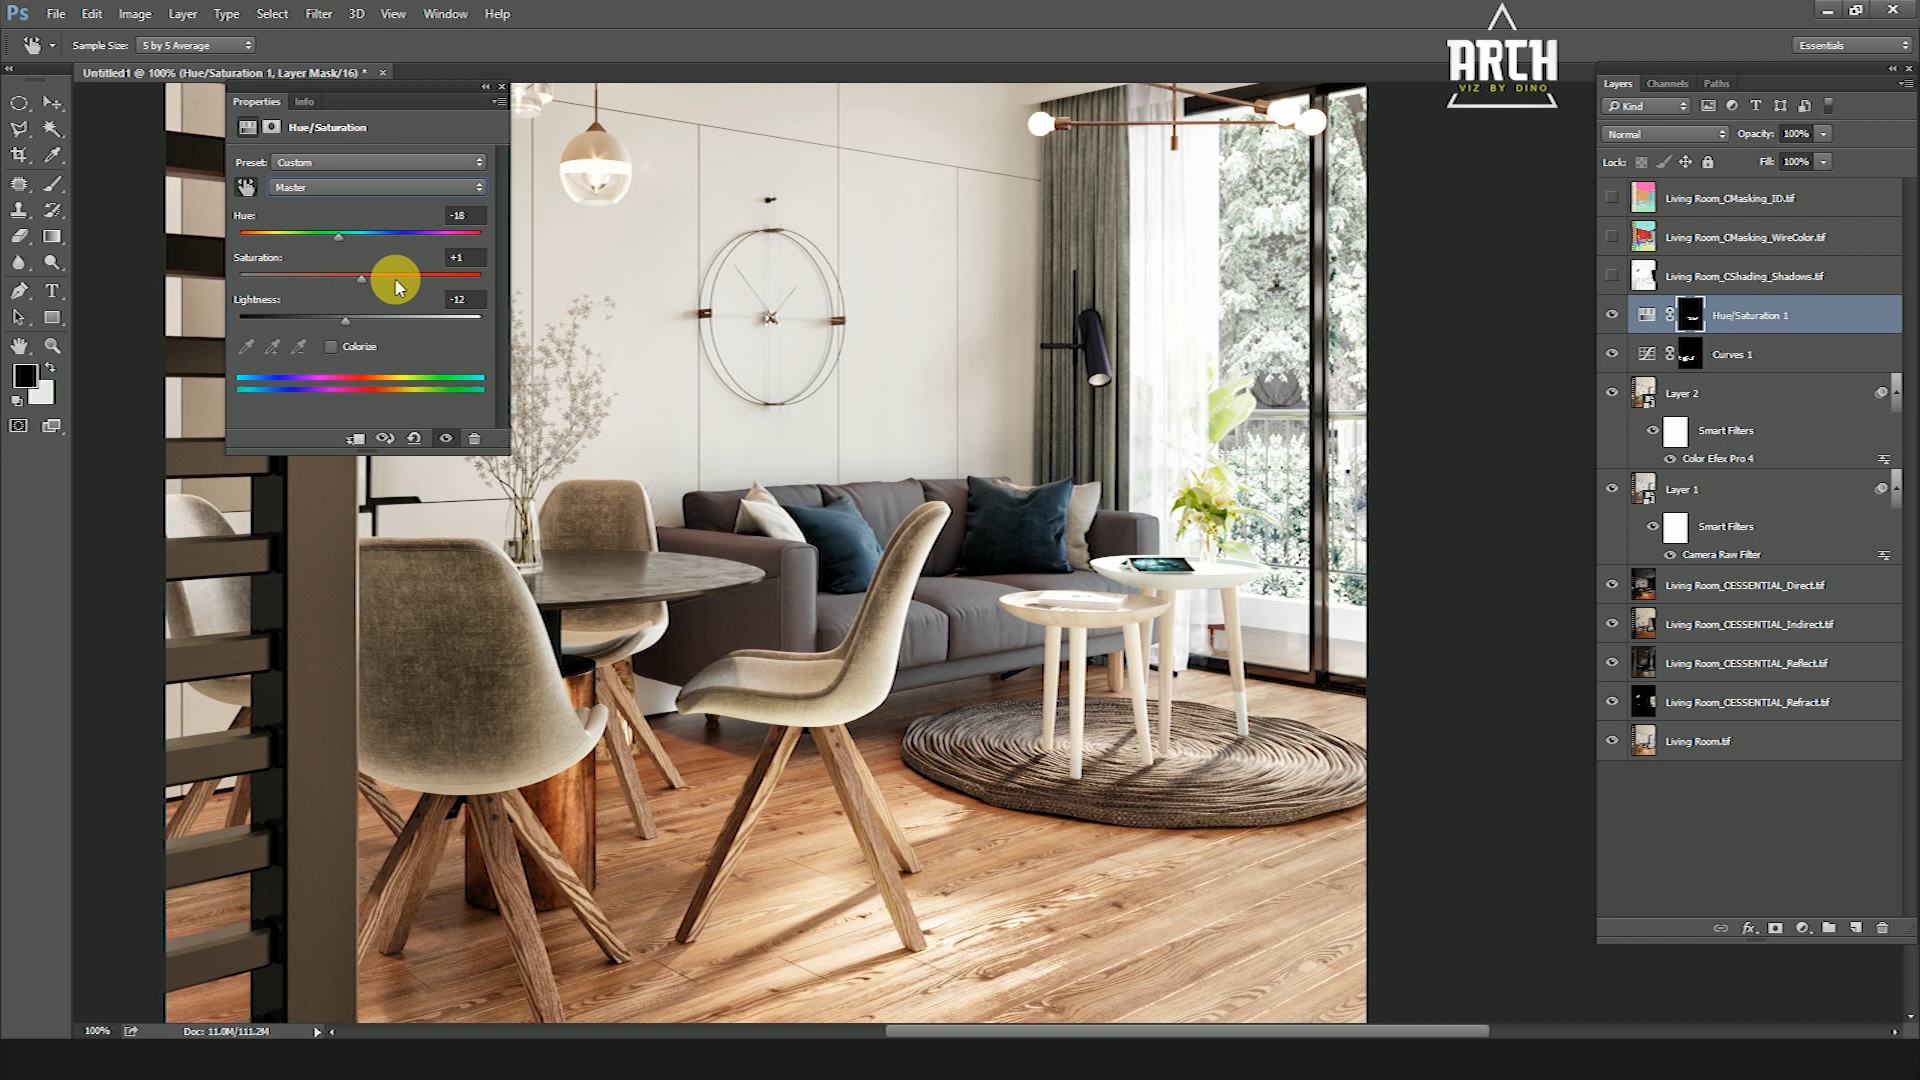 Ps File Edit Image Layer Type Select Filter 3D View Window Help
Sample Size: 5 by 5 Average
Essentials
ARCH
VIZ BY DINO
Untitled1 @ 100% (Hue/Saturation 1, Layer Mask/16) *
Properties Info
Hue/Saturation
Preset: Custom
Master
Hue: -18
Saturation: +1
Lightness: -12
Colorize
Layers Channels Paths
Kind
Normal Opacity: 100%
Lock: Fill: 100%
Living Room_CMasking_ID.tif
Living Room_CMasking_WireColor.tif
Living Room_CShading_Shadows.tif
Hue/Saturation 1
Curves 1
Layer 2
Smart Filters
Color Efex Pro 4
Layer 1
Smart Filters
Camera Raw Filter
Living Room_CESSENTIAL_Direct.tif
Living Room_CESSENTIAL_Indirect.tif
Living Room_CESSENTIAL_Reflect.tif
Living Room_CESSENTIAL_Refract.tif
Living Room.tif
fx
100% Doc: 11.0M/111.2M